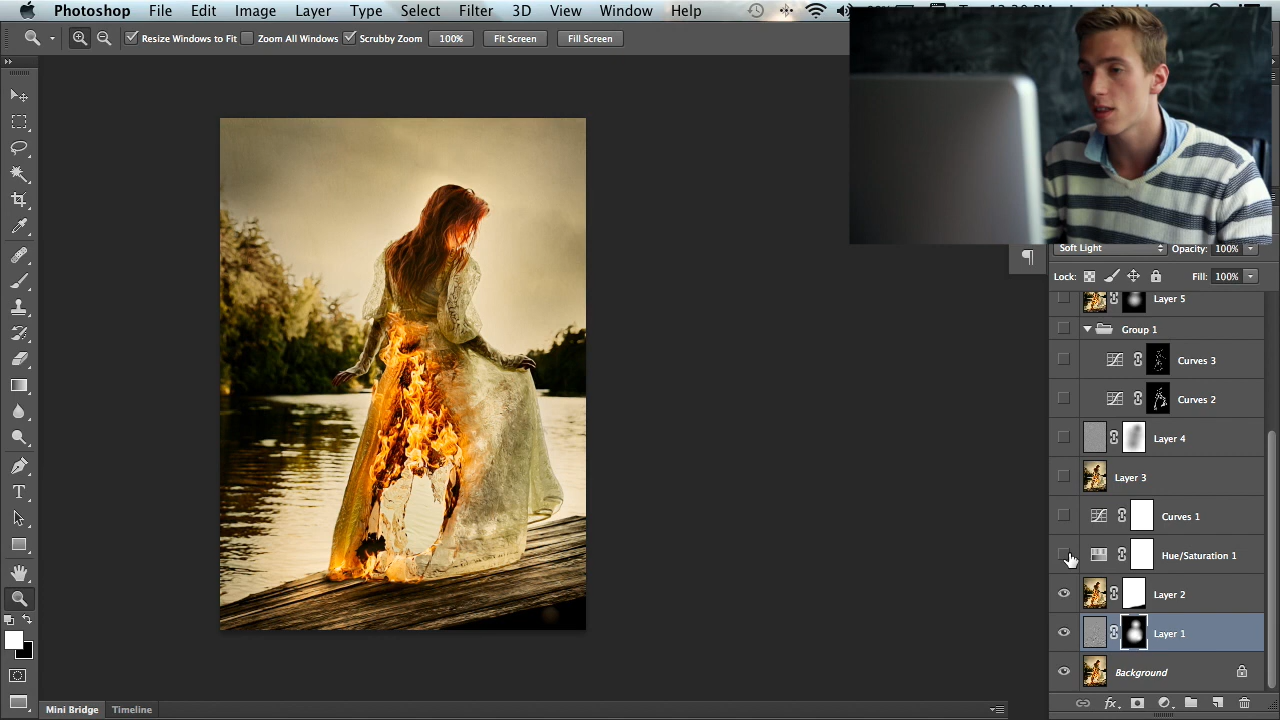 Photoshop File Edit Image Layer Type Select Filter 3D View Window Help
Resize Windows to Fit Zoom All Windows Scrubby Zoom 100% Fit Screen Fill Screen
Soft Light Opacity: 100%
Lock: Fill: 100%
Layer 5
Group 1
Curves 3
Curves 2
Layer 4
Layer 3
Curves 1
Hue/Saturation 1
Layer 2
Layer 1
Background
fx
Mini Bridge Timeline